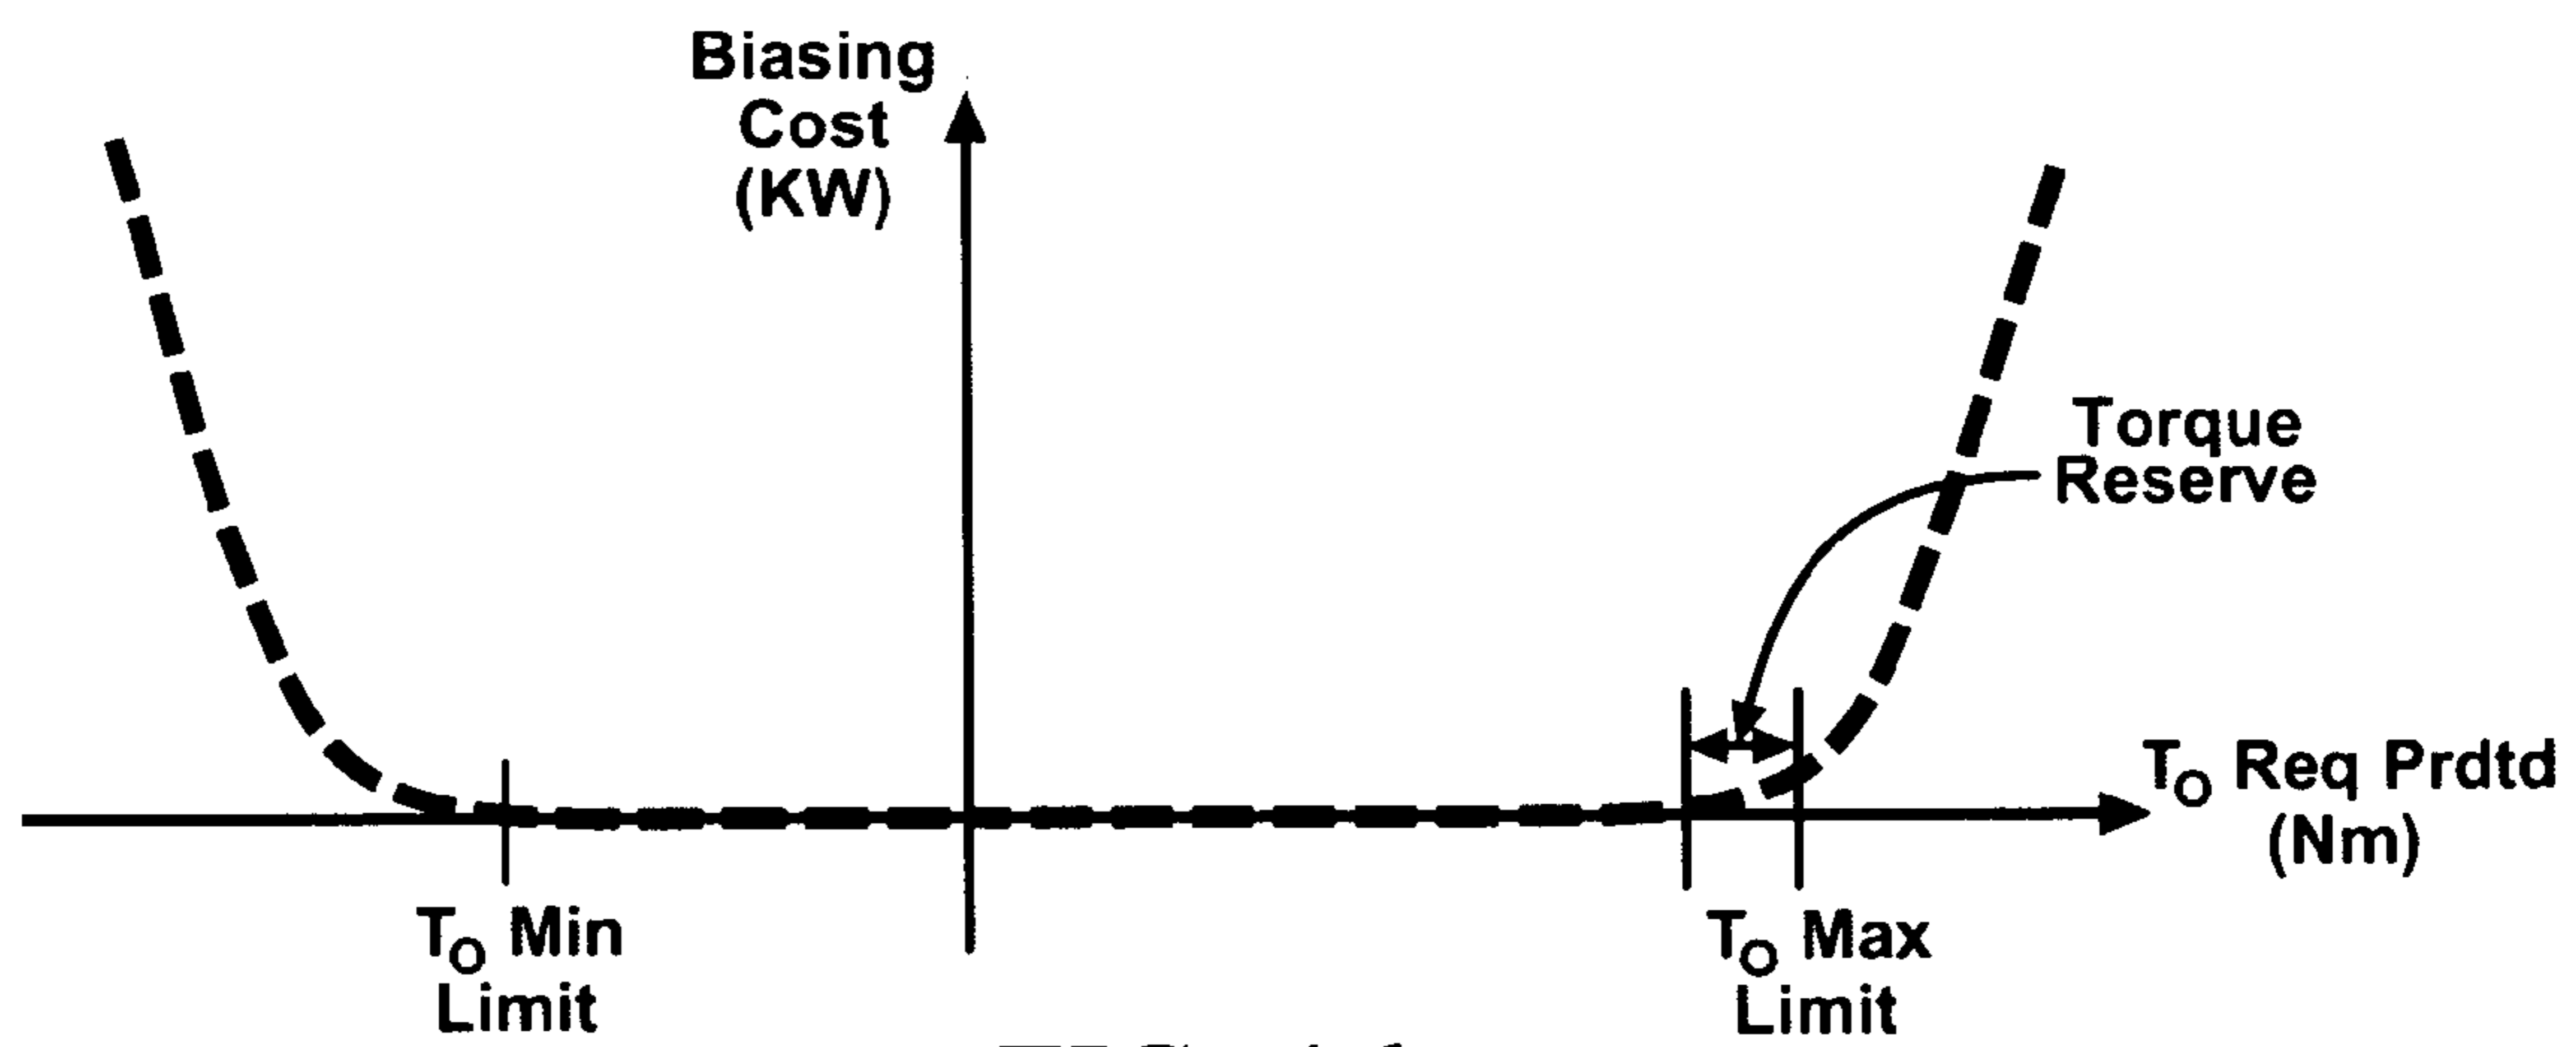 Biasing
Cost
(KW)
Torque
Reserve
TO Req Prdtd
(Nm)
TO Min
Limit
TO Max
Limit